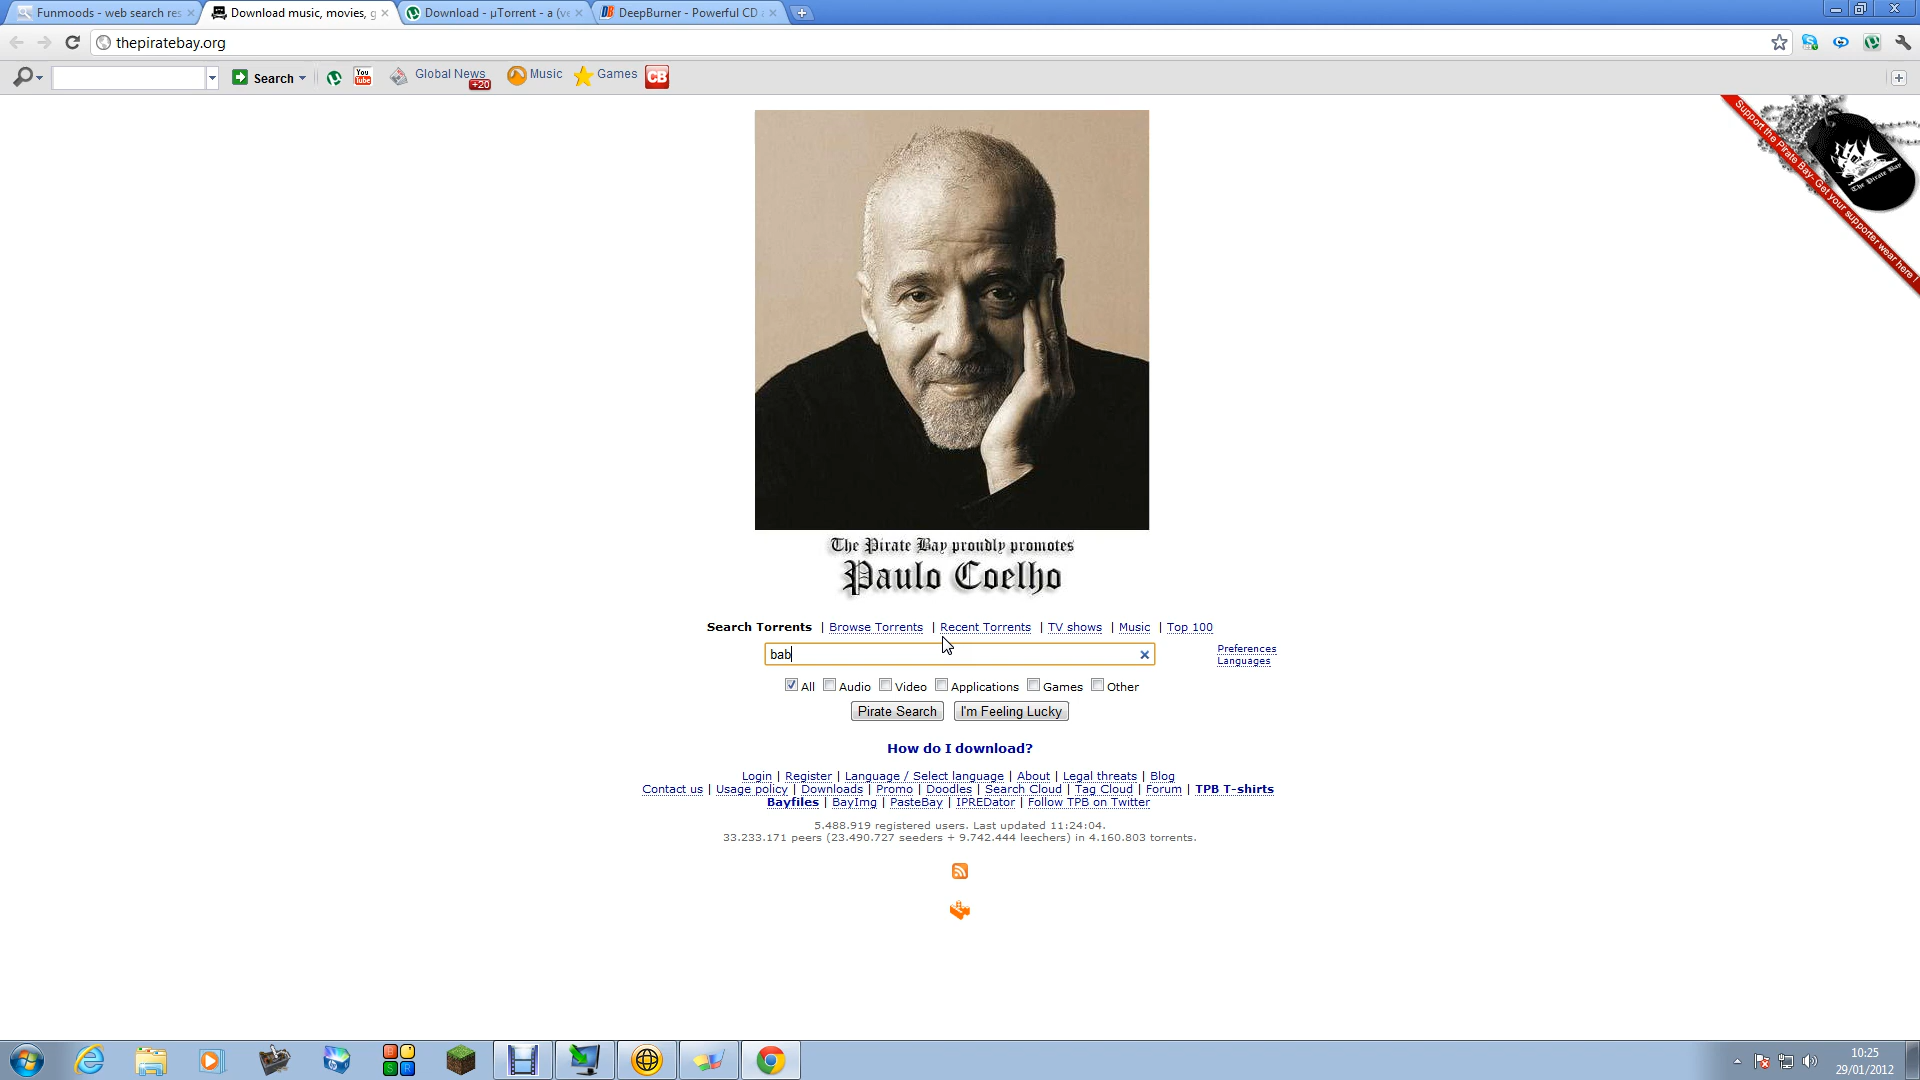 Funmoods - web search res
Download music, movies, g
Download - µTorrent - a (ve
DeepBurner - Powerful CD
thepiratebay.org
Search
You
Tube
Global News
+20
Music
Games
CB
Support the Pirate Bay- Get your supporter wear here !
The Pirate Bay
The Pirate Bay proudly promotes
Paulo Coelho
Search Torrents | Browse Torrents | Recent Torrents | TV shows | Music | Top 100
bab
Preferences
Languages
All Audio Video Applications Games Other
Pirate Search I'm Feeling Lucky
How do I download?
Login | Register | Language / Select language | About | Legal threats | Blog
Contact us | Usage policy | Downloads | Promo | Doodles | Search Cloud | Tag Cloud | Forum | TPB T-shirts
Bayfiles | BayImg | PasteBay | IPREDator | Follow TPB on Twitter
5.488.919 registered users. Last updated 11:24:04.
33.233.171 peers (23.490.727 seeders + 9.742.444 leechers) in 4.160.803 torrents.
10:25
29/01/2012